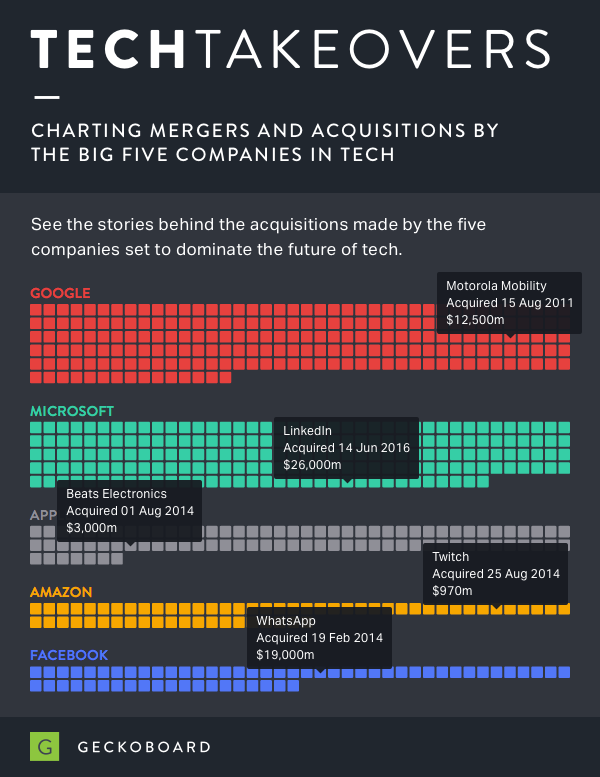 TECHTAKEOVERS
CHARTING MERGERS AND ACQUISITIONS BY
THE BIG FIVE COMPANIES IN TECH
See the stories behind the acquisitions made by the five
companies set to dominate the future of tech.
GOOGLE
Motorola Mobility
Acquired 15 Aug 2011
$12,500m
MICROSOFT
LinkedIn
Acquired 14 Jun 2016
$26,000m
APP
Beats Electronics
Acquired 01 Aug 2014
$3,000m
Twitch
Acquired 25 Aug 2014
$970m
AMAZON
WhatsApp
Acquired 19 Feb 2014
$19,000m
FACEBOOK
G GECKOBOARD